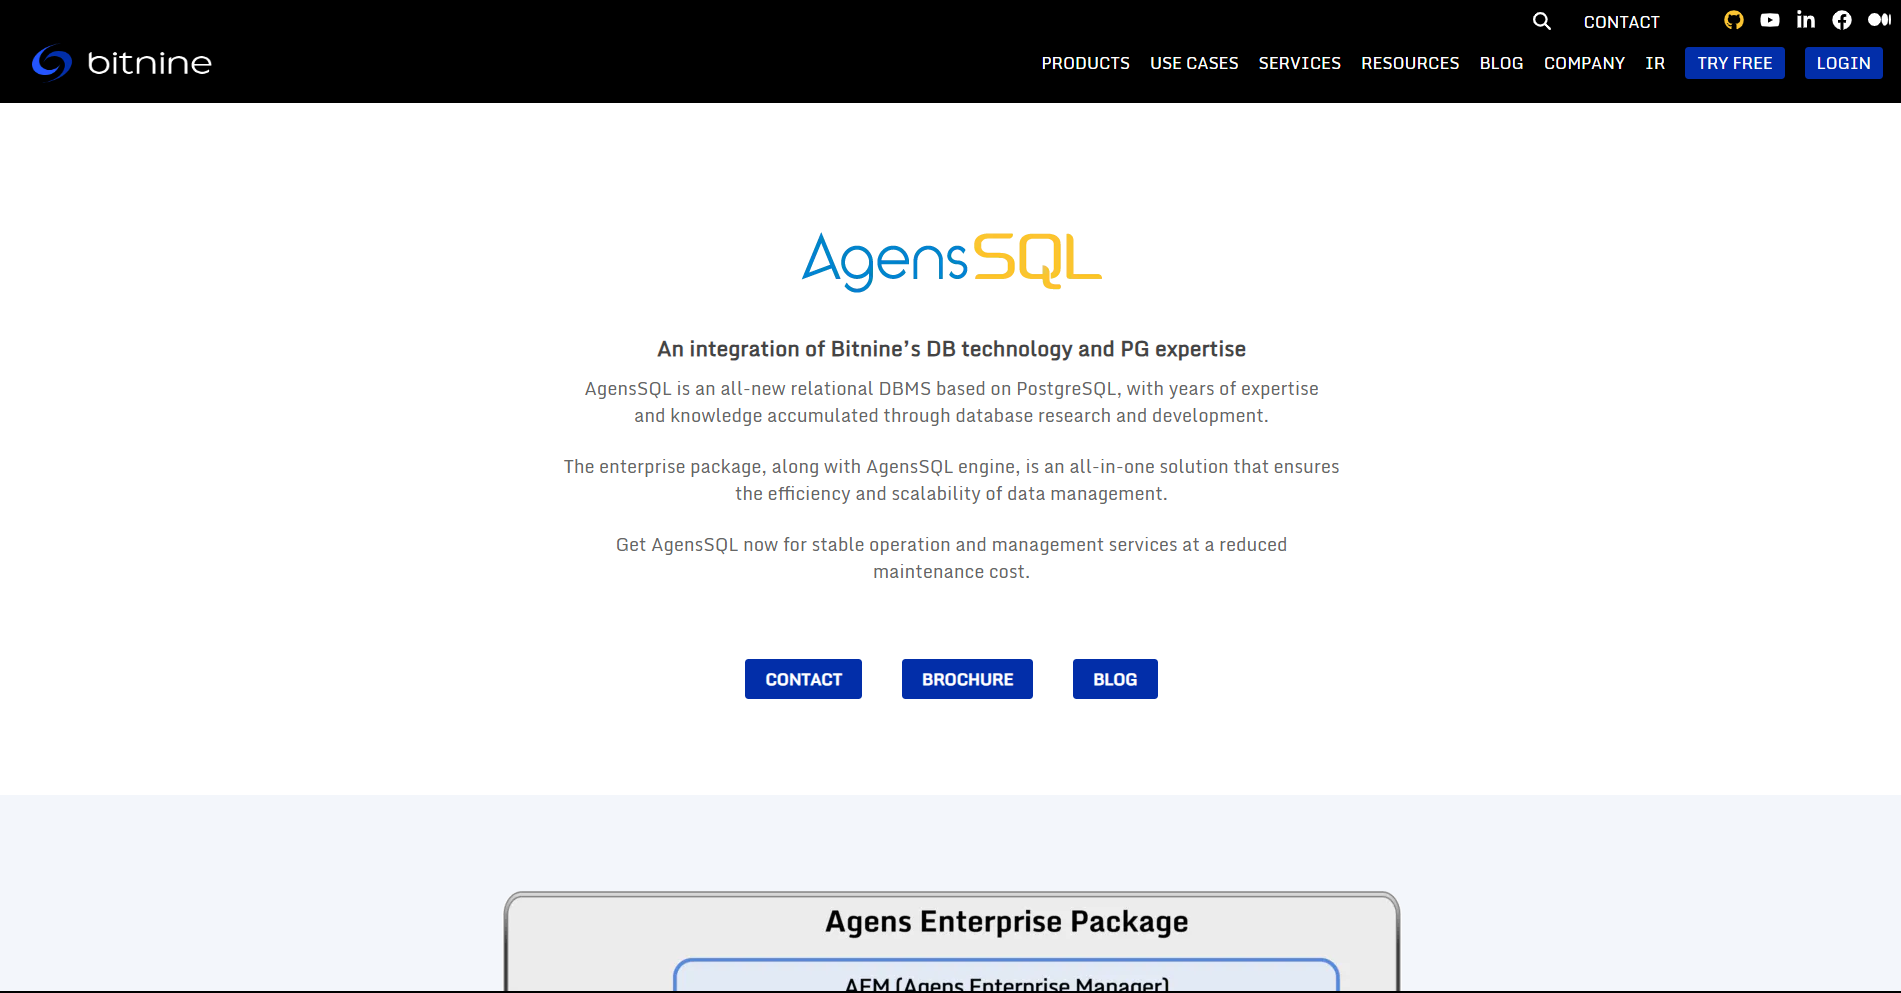 CONTACT
bitnine
PRODUCTS USE CASES SERVICES RESOURCES BLOG COMPANY IR TRY FREE LOGIN
AgensSQL
An integration of Bitnine’s DB technology and PG expertise
AgensSQL is an all-new relational DBMS based on PostgreSQL, with years of expertise
and knowledge accumulated through database research and development.
The enterprise package, along with AgensSQL engine, is an all-in-one solution that ensures
the efficiency and scalability of data management.
Get AgensSQL now for stable operation and management services at a reduced
maintenance cost.
CONTACT BROCHURE BLOG
Agens Enterprise Package
AEM (Agens Enterprise Manager)